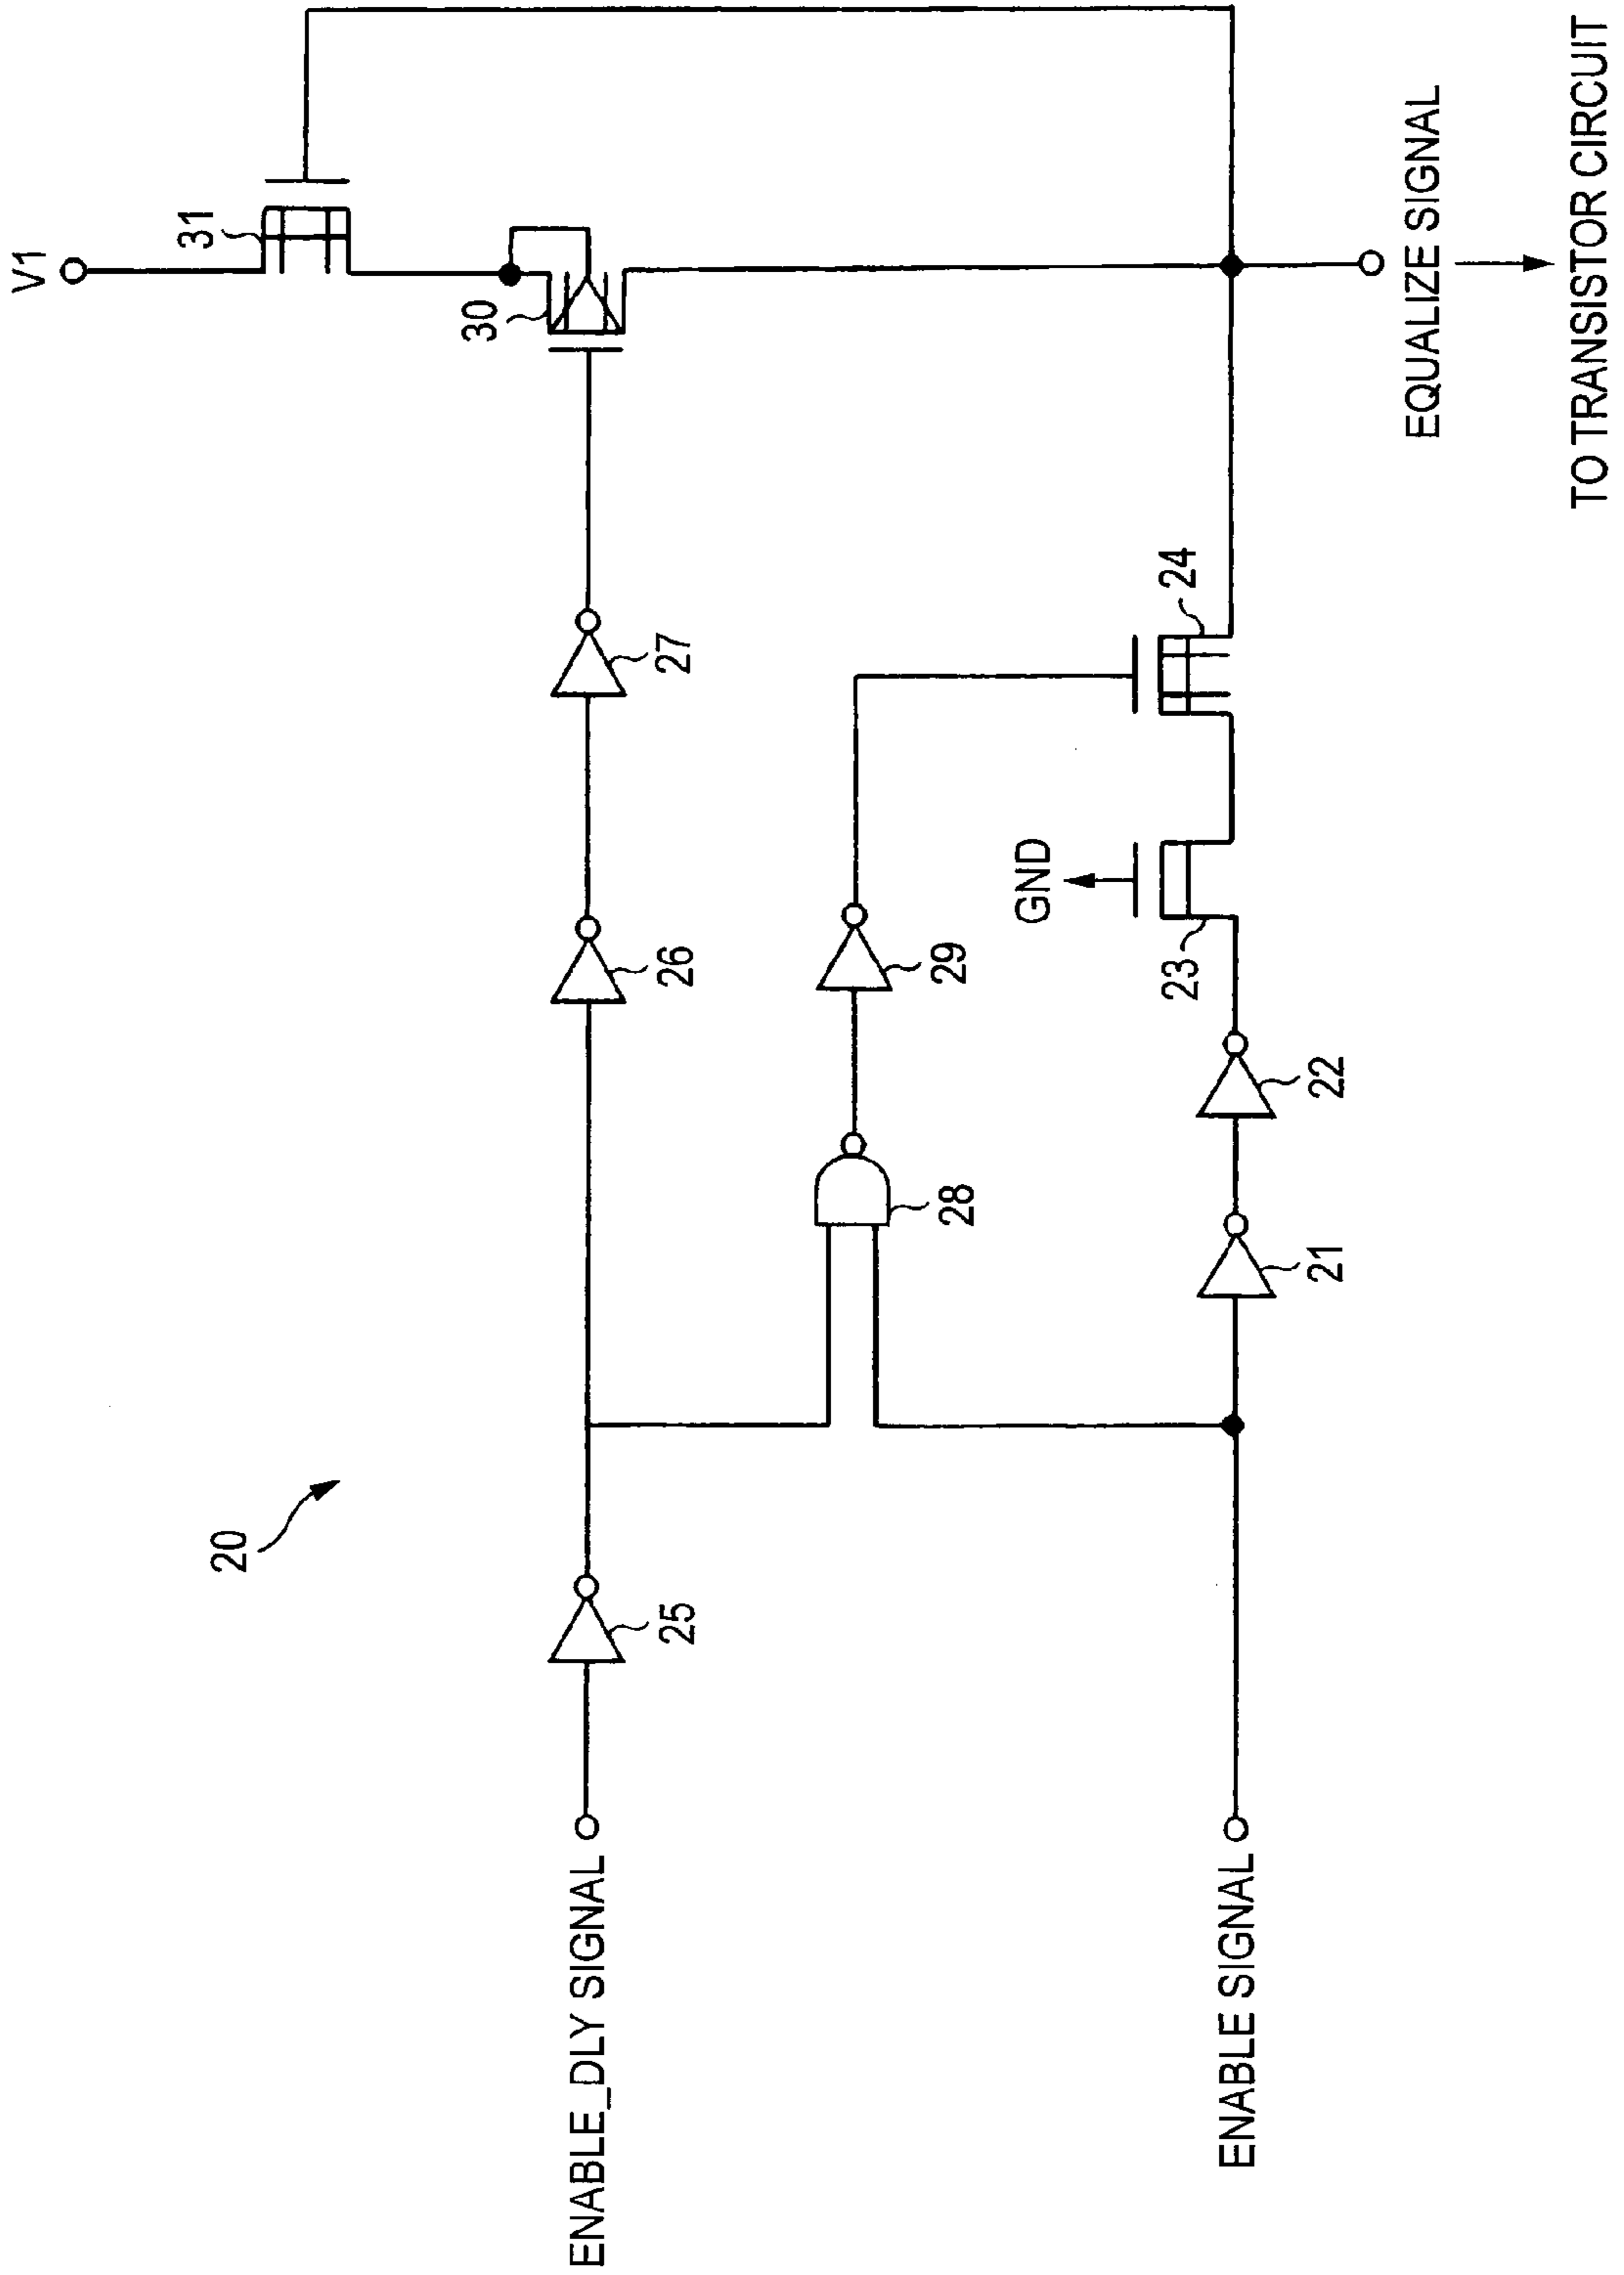 20
ENABLE_DLY SIGNAL
25
26
27
30
31
V1
28
29
GND
23
24
ENABLE SIGNAL
21
22
EQUALIZE SIGNAL
TO TRANSISTOR CIRCUIT